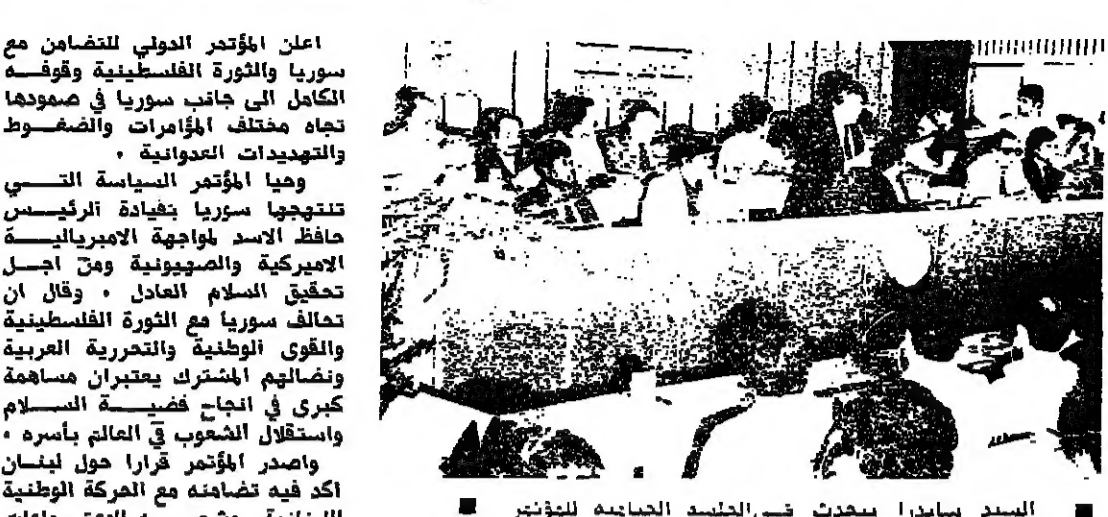 اعلن المؤتمر الدولي للتضامن مع
سوريا والثورة الفلسطينية وقوفه
الكامل الى جانب سوريا في صمودها
تجاه مختلف المؤامرات والضغوط
والتهديدات العدوانية .
وحيا المؤتمر السياسة التي
تنتهجها سوريا بقيادة الرئيس
حافظ الاسد لمواجهة الامبريالية
الاميركية والصهيونية ومن اجل
تحقيق السلام العادل . وقال ان
تحالف سوريا مع الثورة الفلسطينية
والقوى الوطنية والتحررية العربية
ونضالهم المشترك يعتبران مساهمة
كبرى في انجاح قضية السلام
واستقلال الشعوب في العالم بأسره .
واصدر المؤتمر قرارا حول لبنان
اكد فيه تضامنه مع الحركة الوطنية
السيد سايدرا يتحدث في الجلسة الختامية للمؤتمر